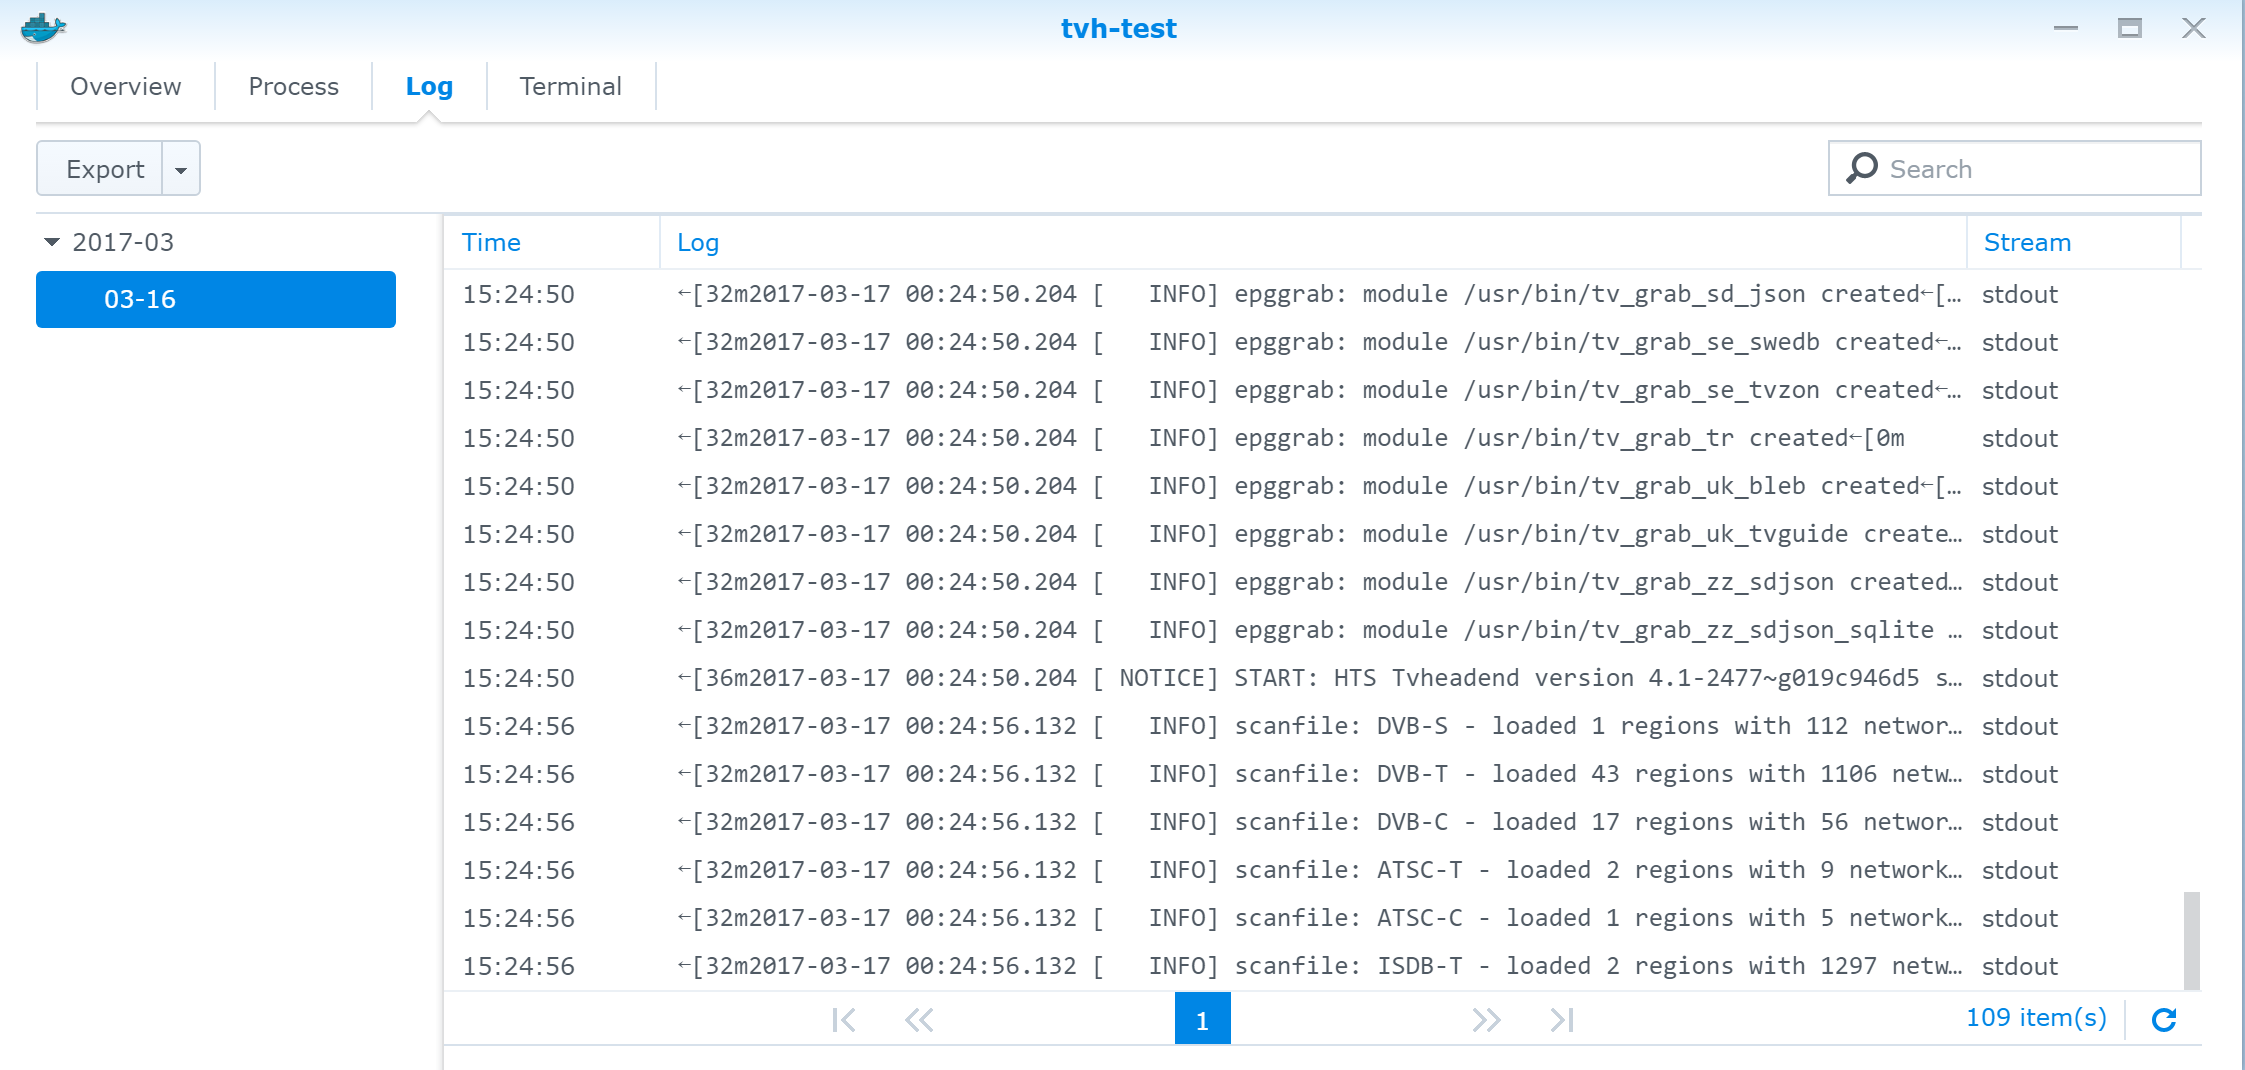 tvh-test
Overview Process Log Terminal
Export Search
2017-03
03-16
Time Log Stream
15:24:50 ←[32m2017-03-17 00:24:50.204 [   INFO] epggrab: module /usr/bin/tv_grab_sd_json created←[… stdout
15:24:50 ←[32m2017-03-17 00:24:50.204 [   INFO] epggrab: module /usr/bin/tv_grab_se_swedb created←… stdout
15:24:50 ←[32m2017-03-17 00:24:50.204 [   INFO] epggrab: module /usr/bin/tv_grab_se_tvzon created←… stdout
15:24:50 ←[32m2017-03-17 00:24:50.204 [   INFO] epggrab: module /usr/bin/tv_grab_tr created←[0m stdout
15:24:50 ←[32m2017-03-17 00:24:50.204 [   INFO] epggrab: module /usr/bin/tv_grab_uk_bleb created←[… stdout
15:24:50 ←[32m2017-03-17 00:24:50.204 [   INFO] epggrab: module /usr/bin/tv_grab_uk_tvguide create… stdout
15:24:50 ←[32m2017-03-17 00:24:50.204 [   INFO] epggrab: module /usr/bin/tv_grab_zz_sdjson created… stdout
15:24:50 ←[32m2017-03-17 00:24:50.204 [   INFO] epggrab: module /usr/bin/tv_grab_zz_sdjson_sqlite … stdout
15:24:50 ←[36m2017-03-17 00:24:50.204 [ NOTICE] START: HTS Tvheadend version 4.1-2477~g019c946d5 s… stdout
15:24:56 ←[32m2017-03-17 00:24:56.132 [   INFO] scanfile: DVB-S - loaded 1 regions with 112 networ… stdout
15:24:56 ←[32m2017-03-17 00:24:56.132 [   INFO] scanfile: DVB-T - loaded 43 regions with 1106 netw… stdout
15:24:56 ←[32m2017-03-17 00:24:56.132 [   INFO] scanfile: DVB-C - loaded 17 regions with 56 networ… stdout
15:24:56 ←[32m2017-03-17 00:24:56.132 [   INFO] scanfile: ATSC-T - loaded 2 regions with 9 network… stdout
15:24:56 ←[32m2017-03-17 00:24:56.132 [   INFO] scanfile: ATSC-C - loaded 1 regions with 5 network… stdout
15:24:56 ←[32m2017-03-17 00:24:56.132 [   INFO] scanfile: ISDB-T - loaded 2 regions with 1297 netw… stdout
1 109 item(s)